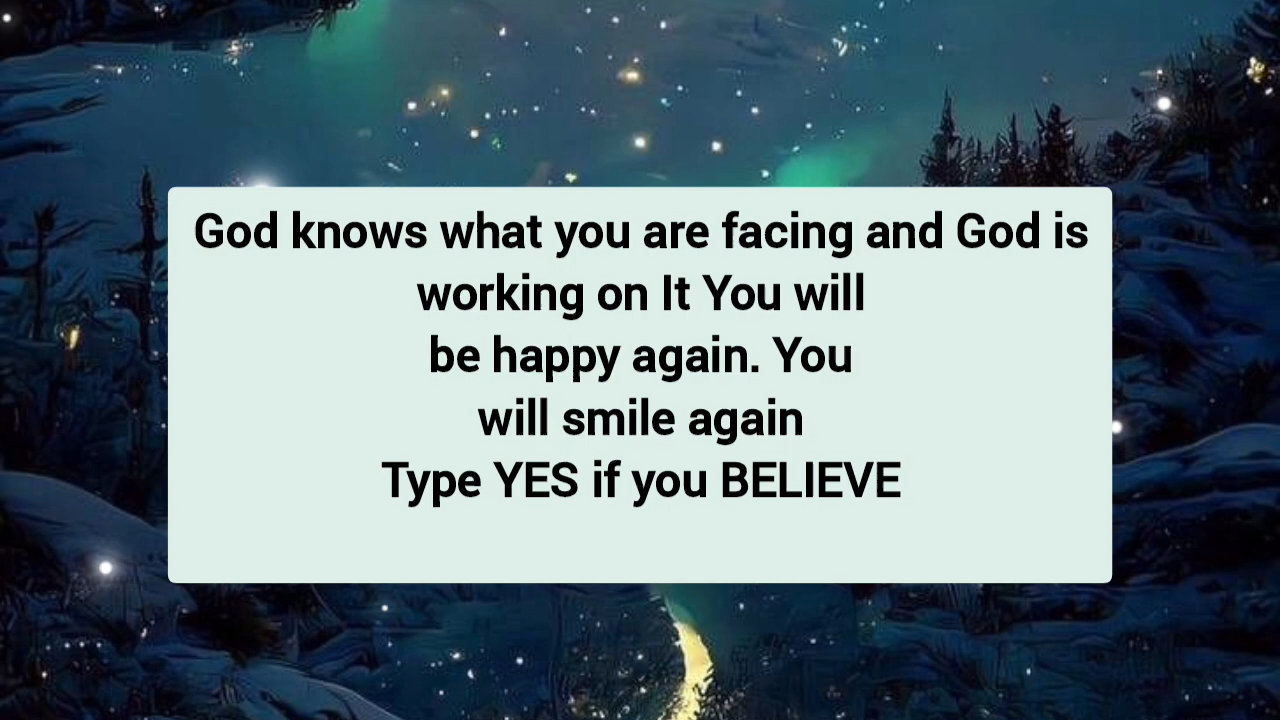 God knows what you are facing and God is
working on It You will
be happy again. You
will smile again
Type YES if you BELIEVE